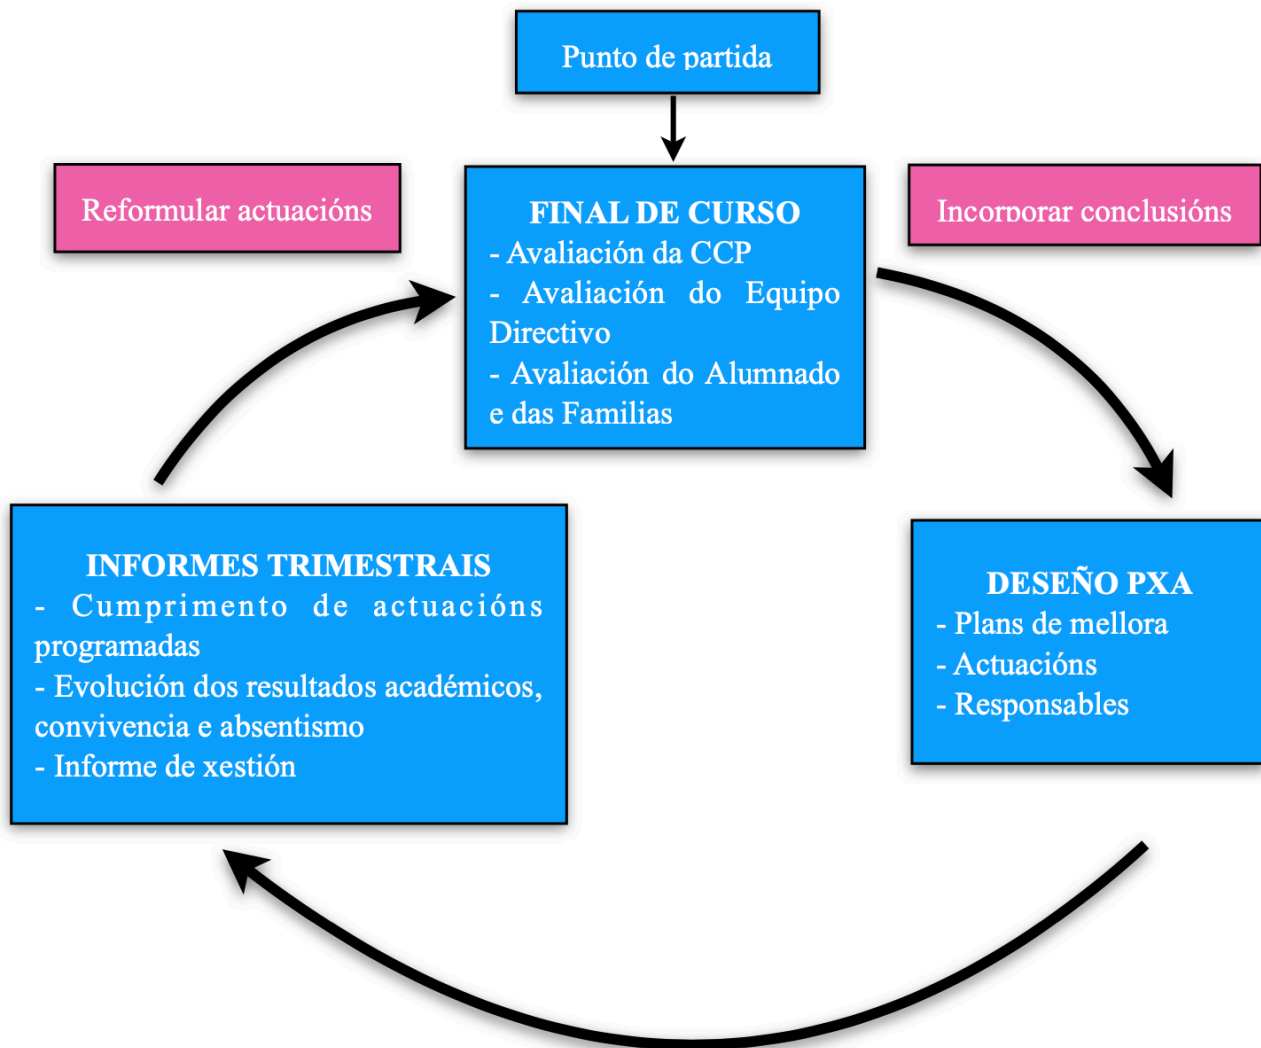 Punto de partida
Reformular actuacións
FINAL DE CURSO
- Avaliación da CCP
- Avaliación do Equipo
Directivo
- Avaliación do Alumnado
e das Familias
Incorporar conclusións
INFORMES TRIMESTRAIS
- Cumprimento de actuacións
programadas
- Evolución dos resultados académicos,
convivencia e absentismo
- Informe de xestión
DESEÑO PXA
- Plans de mellora
- Actuacións
- Responsables